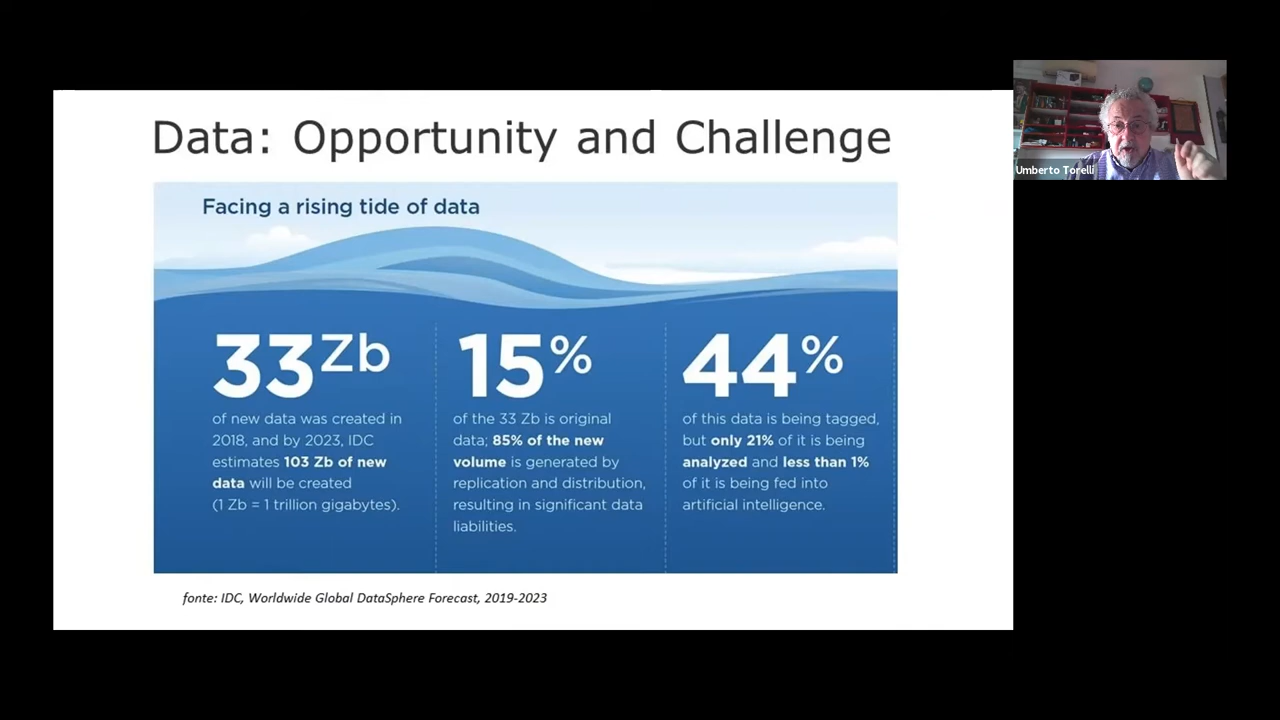 Data: Opportunity and Challenge
Umberto Torelli
Facing a rising tide of data
33 Zb
of new data was created in
2018, and by 2023, IDC
estimates 103 Zb of new
data will be created
(1 Zb = 1 trillion gigabytes).
15%
of the 33 Zb is original
data; 85% of the new
volume is generated by
replication and distribution,
resulting in significant data
liabilities.
44%
of this data is being tagged,
but only 21% of it is being
analyzed and less than 1%
of it is being fed into
artificial intelligence.
fonte: IDC, Worldwide Global DataSphere Forecast, 2019-2023